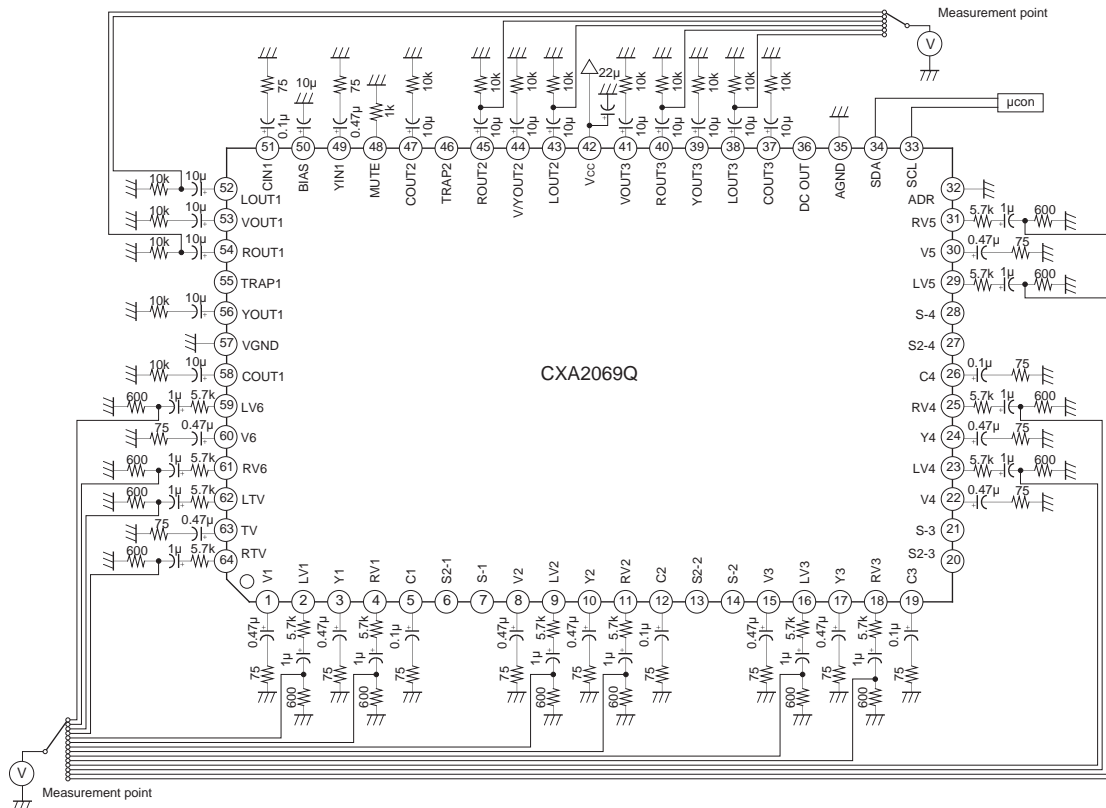 Measurement point
V
75
10µ
75
1k
10k
10k
10k
10k
22µ
10k
10k
10k
10k
10k
µcon
0.1µ
0.47µ
10µ
10µ
10µ
10µ
10µ
10µ
10µ
10µ
10µ
51
50
49
48
47
46
45
44
43
42
41
40
39
38
37
36
35
34
33
CIN1
BIAS
YIN1
MUTE
COUT2
TRAP2
ROUT2
V/YOUT2
LOUT2
Vcc
VOUT3
ROUT3
YOUT3
LOUT3
COUT3
DC OUT
AGND
SDA
SCL
10k 10µ 52 LOUT1
10k 10µ 53 VOUT1
10k 10µ 54 ROUT1
55 TRAP1
10k 10µ 56 YOUT1
57 VGND
10k 10µ 58 COUT1
600 1µ 5.7k 59 LV6
75 0.47µ 60 V6
600 1µ 5.7k 61 RV6
600 1µ 5.7k 62 LTV
75 0.47µ 63 TV
600 1µ 5.7k 64 RTV
CXA2069Q
ADR 32
RV5 31 5.7k 1µ 600
V5 30 0.47µ 75
LV5 29 5.7k 1µ 600
S-4 28
S2-4 27
C4 26 0.1µ 75
RV4 25 5.7k 1µ 600
Y4 24 0.47µ 75
LV4 23 5.7k 1µ 600
V4 22 0.47µ 75
S-3 21
S2-3 20
V1
LV1
Y1
RV1
C1
S2-1
S-1
V2
LV2
Y2
RV2
C2
S2-2
S-2
V3
LV3
Y3
RV3
C3
1
2
3
4
5
6
7
8
9
10
11
12
13
14
15
16
17
18
19
0.47µ
5.7k
0.47µ
5.7k
0.1µ
0.47µ
5.7k
0.47µ
5.7k
0.1µ
0.47µ
5.7k
0.47µ
5.7k
0.1µ
75
1µ
75
1µ
75
75
1µ
75
1µ
75
75
1µ
75
1µ
75
600
600
600
600
600
600
V
Measurement point